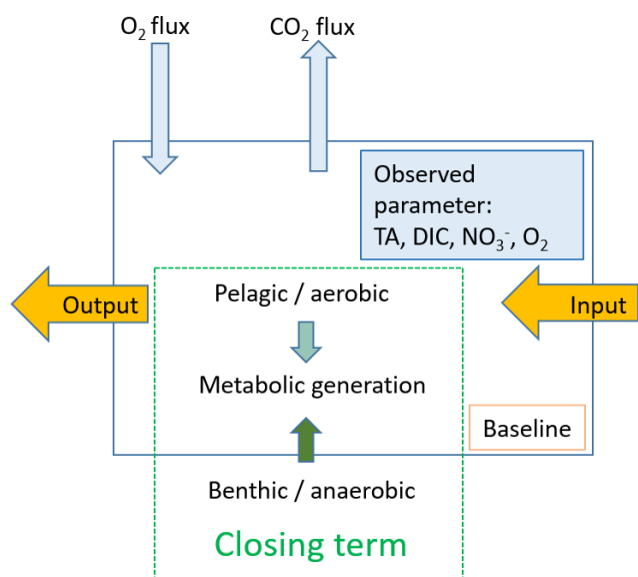 O₂ flux
CO₂ flux
Observed
parameter:
TA, DIC, NO₃⁻, O₂
Output
Pelagic / aerobic
Input
Metabolic generation
Baseline
Benthic / anaerobic
Closing term